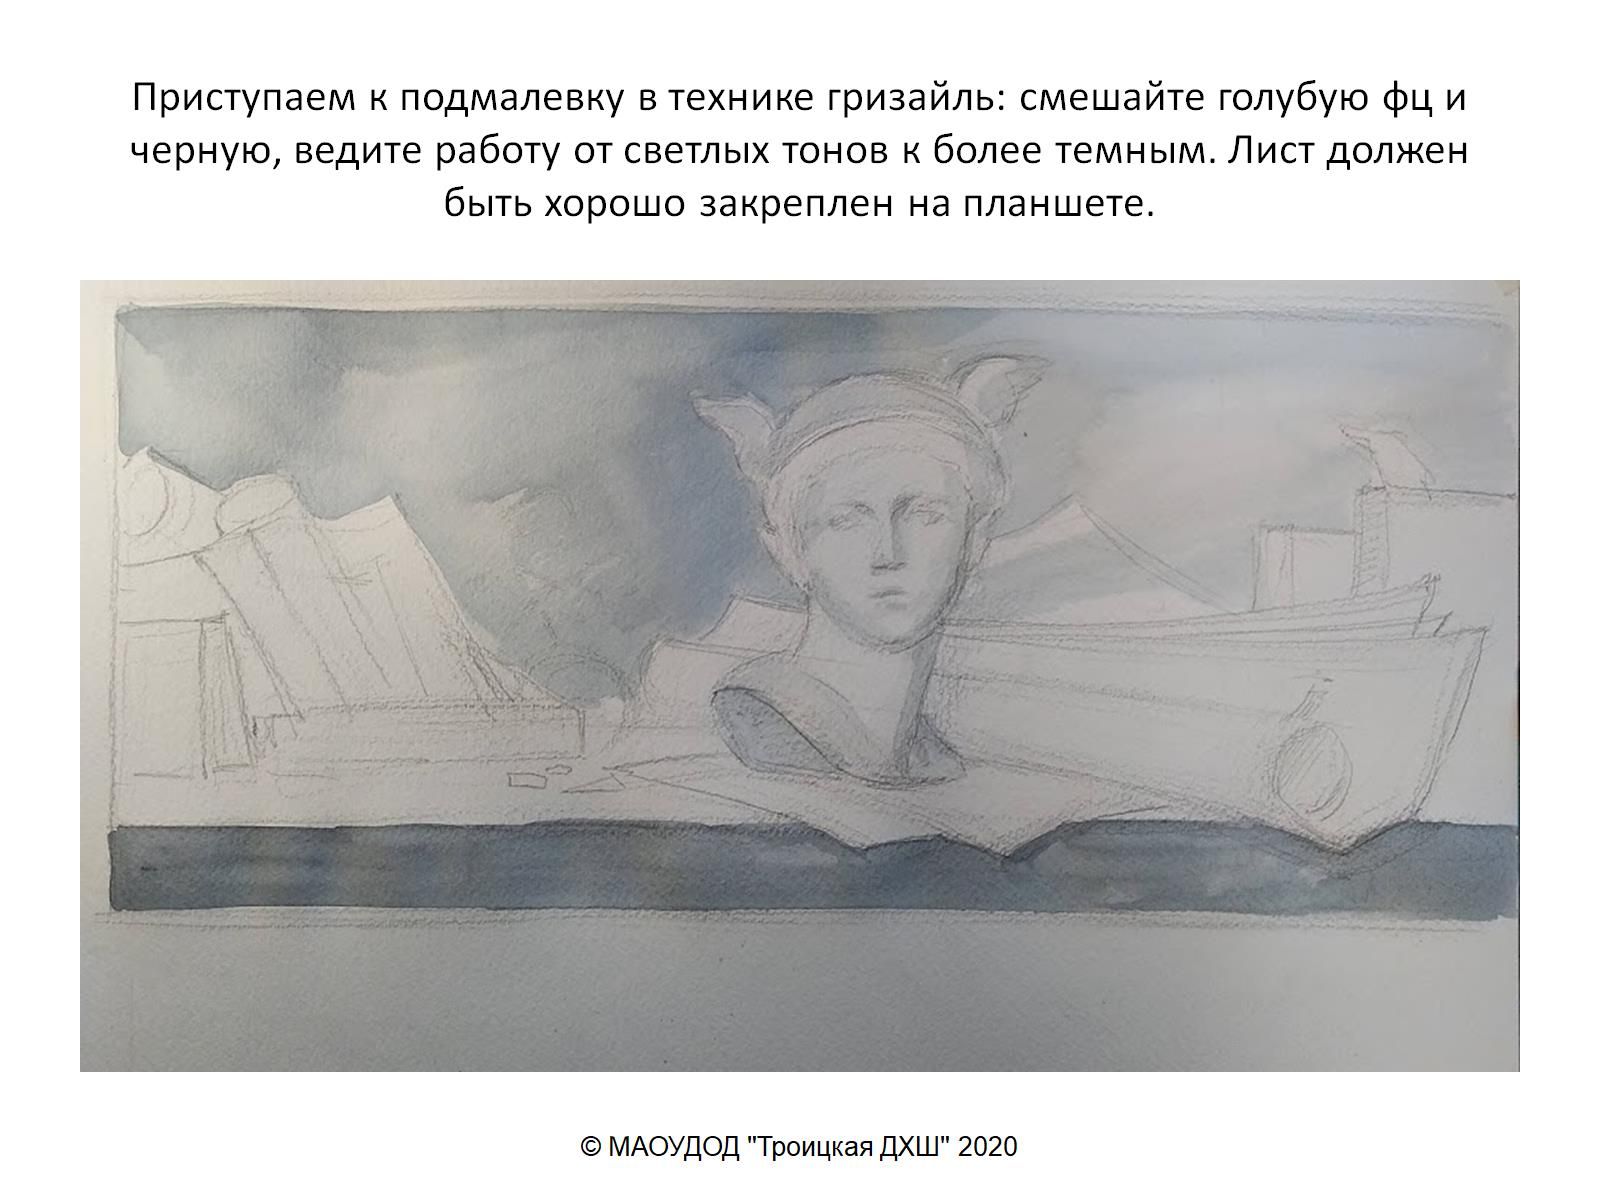 Приступаем к подмалевку в технике гризайль: смешайте голубую фц и
черную, ведите работу от светлых тонов к более темным. Лист должен
быть хорошо закреплен на планшете.
© МАОУДОД "Троицкая ДХШ" 2020